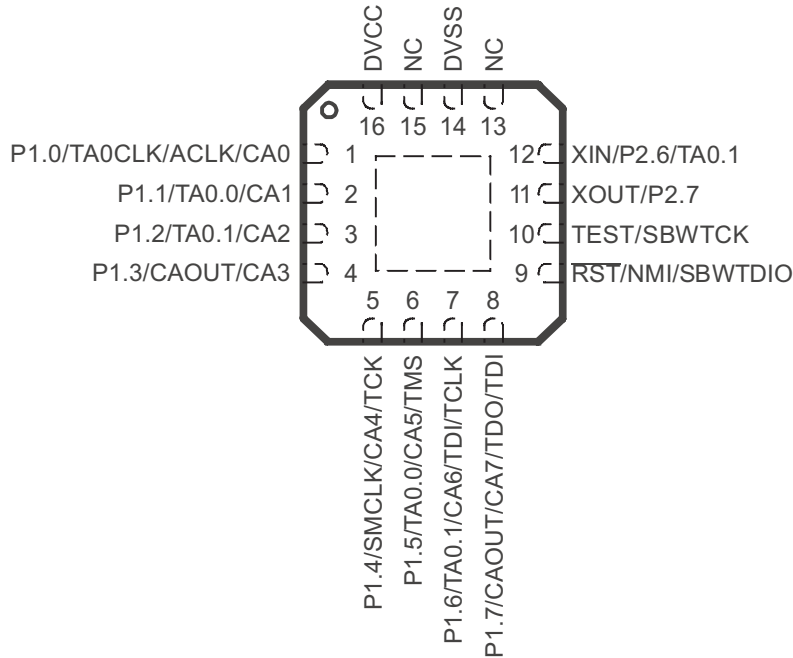 DVCC
NC
DVSS
NC
16 15 14 13
P1.0/TA0CLK/ACLK/CA0 1
12 XIN/P2.6/TA0.1
P1.1/TA0.0/CA1 2
11 XOUT/P2.7
P1.2/TA0.1/CA2 3
10 TEST/SBWTCK
P1.3/CAOUT/CA3 4
9 RST/NMI/SBWTDIO
5 6 7 8
P1.4/SMCLK/CA4/TCK
P1.5/TA0.0/CA5/TMS
P1.6/TA0.1/CA6/TDI/TCLK
P1.7/CAOUT/CA7/TDO/TDI